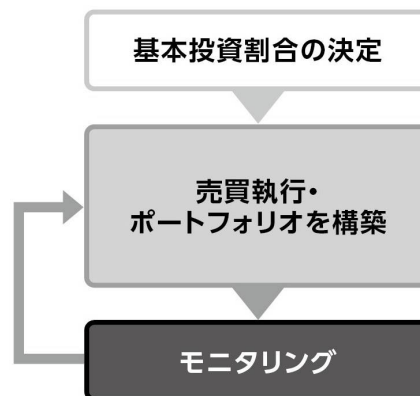 基本投資割合の決定
売買執行・
ポートフォリオを構築
モニタリング